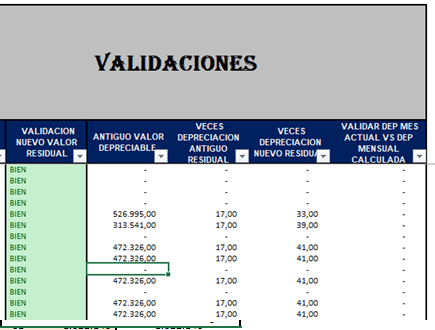 VALIDACIONES
VALIDACION NUEVO VALOR RESIDUAL
ANTIGUO VALOR DEPRECIABLE
VECES DEPRECIACION ANTIGUO RESIDUAL
VECES DEPRECIACION NUEVO RESIDUA
VALIDAR DEP MES ACTUAL VS DEP MENSUAL CALCULADA
BIEN - - - -
BIEN - - - -
BIEN - - - -
BIEN - - - -
BIEN 526.995,00 17,00 33,00 -
BIEN 313.541,00 17,00 39,00 -
BIEN - - - -
BIEN 472.326,00 17,00 41,00 -
BIEN 472.326,00 17,00 41,00 -
BIEN - - - -
BIEN 472.326,00 17,00 41,00 -
BIEN - - - -
BIEN 472.326,00 17,00 41,00 -
BIEN 472.326,00 17,00 41,00 -